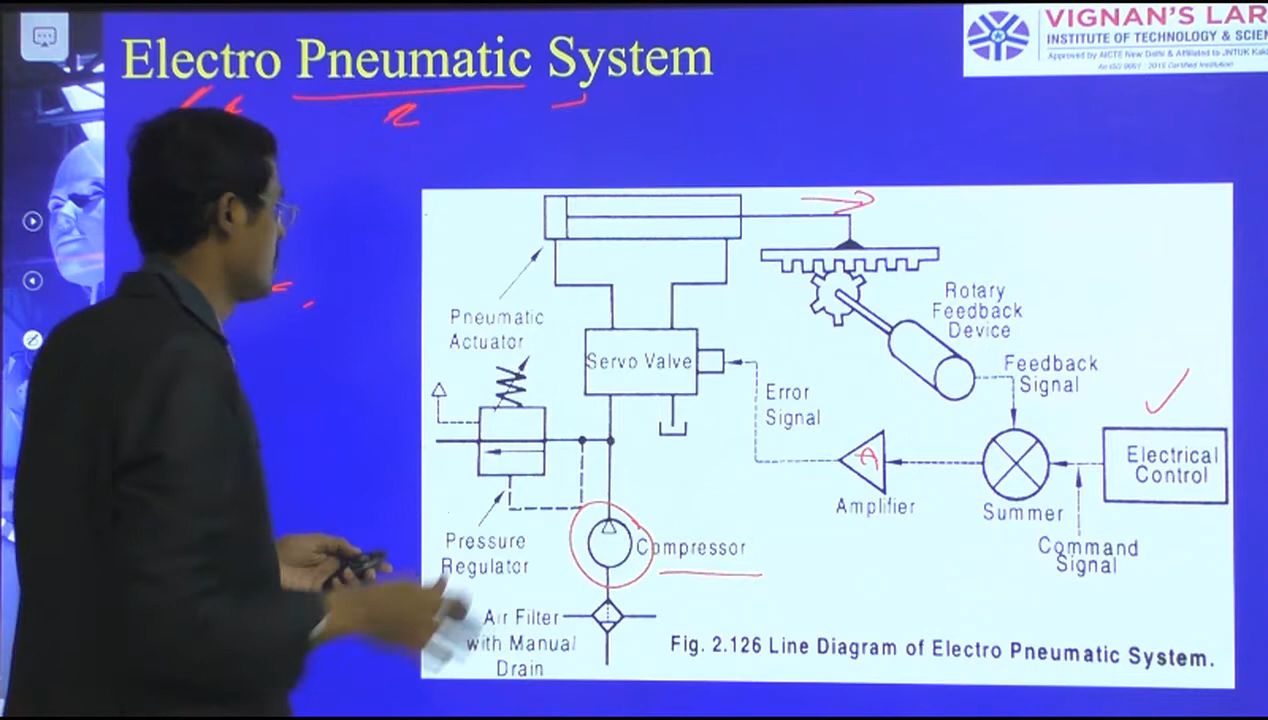 Electro Pneumatic System
VIGNAN'S LAR
INSTITUTE OF TECHNOLOGY & SCIEN
Approved by AICTE New Delhi & Affiliated to JNTUK Kaki
An ISO 9001 : 2015 Certified Institution
Pneumatic
Actuator
Servo Valve
Rotary
Feedback
Device
Feedback
Signal
Error
Signal
A
Amplifier
Summer
Electrical
Control
Command
Signal
Pressure
Regulator
Compressor
Air Filter
with Manual
Drain
Fig. 2.126 Line Diagram of Electro Pneumatic System.